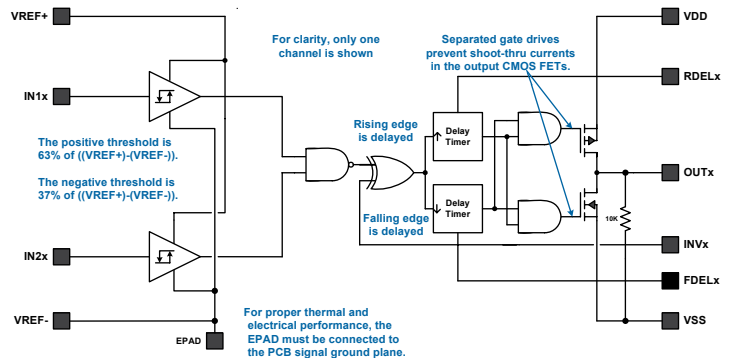 VREF+
VDD
For clarity, only one
channel is shown
Separated gate drives
prevent shoot-thru currents
in the output CMOS FETs.
RDELx
IN1x
Rising edge
is delayed
Delay
Timer
The positive threshold is
63% of ((VREF+)-(VREF-)).
The negative threshold is
37% of ((VREF+)-(VREF-)).
OUTx
Delay
Timer
Falling edge
is delayed
10K
INVx
IN2x
FDELx
VREF-
VSS
EPAD
For proper thermal and
electrical performance, the
EPAD must be connected to
the PCB signal ground plane.